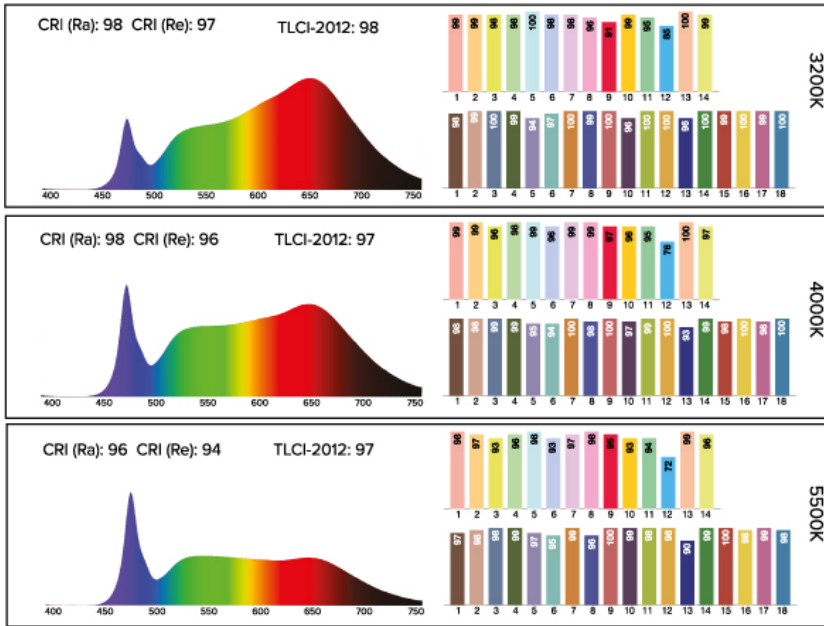 CRI (Ra): 98 CRI (Re): 97 TLCI-2012: 98
99 99 98 98 100 98 98 96 91 99 95 85 100 99
1 2 3 4 5 6 7 8 9 10 11 12 13 14
98 99 100 99 94 97 100 99 100 96 100 100 96 100 99 100 99 100
1 2 3 4 5 6 7 8 9 10 11 12 13 14 15 16 17 18
400 450 500 550 600 650 700 750
3200K
CRI (Ra): 98 CRI (Re): 96 TLCI-2012: 97
99 99 96 98 99 96 99 99 97 96 95 78 100 97
1 2 3 4 5 6 7 8 9 10 11 12 13 14
98 98 99 99 95 94 100 98 100 97 99 100 93 99 98 100 98 100
1 2 3 4 5 6 7 8 9 10 11 12 13 14 15 16 17 18
400 450 500 550 600 650 700 750
4000K
CRI (Ra): 96 CRI (Re): 94 TLCI-2012: 97
98 97 93 96 98 93 97 98 95 93 94 72 99 96
1 2 3 4 5 6 7 8 9 10 11 12 13 14
97 98 98 99 97 95 99 96 100 99 98 98 90 99 100 98 99 98
1 2 3 4 5 6 7 8 9 10 11 12 13 14 15 16 17 18
400 450 500 550 600 650 700 750
5500K